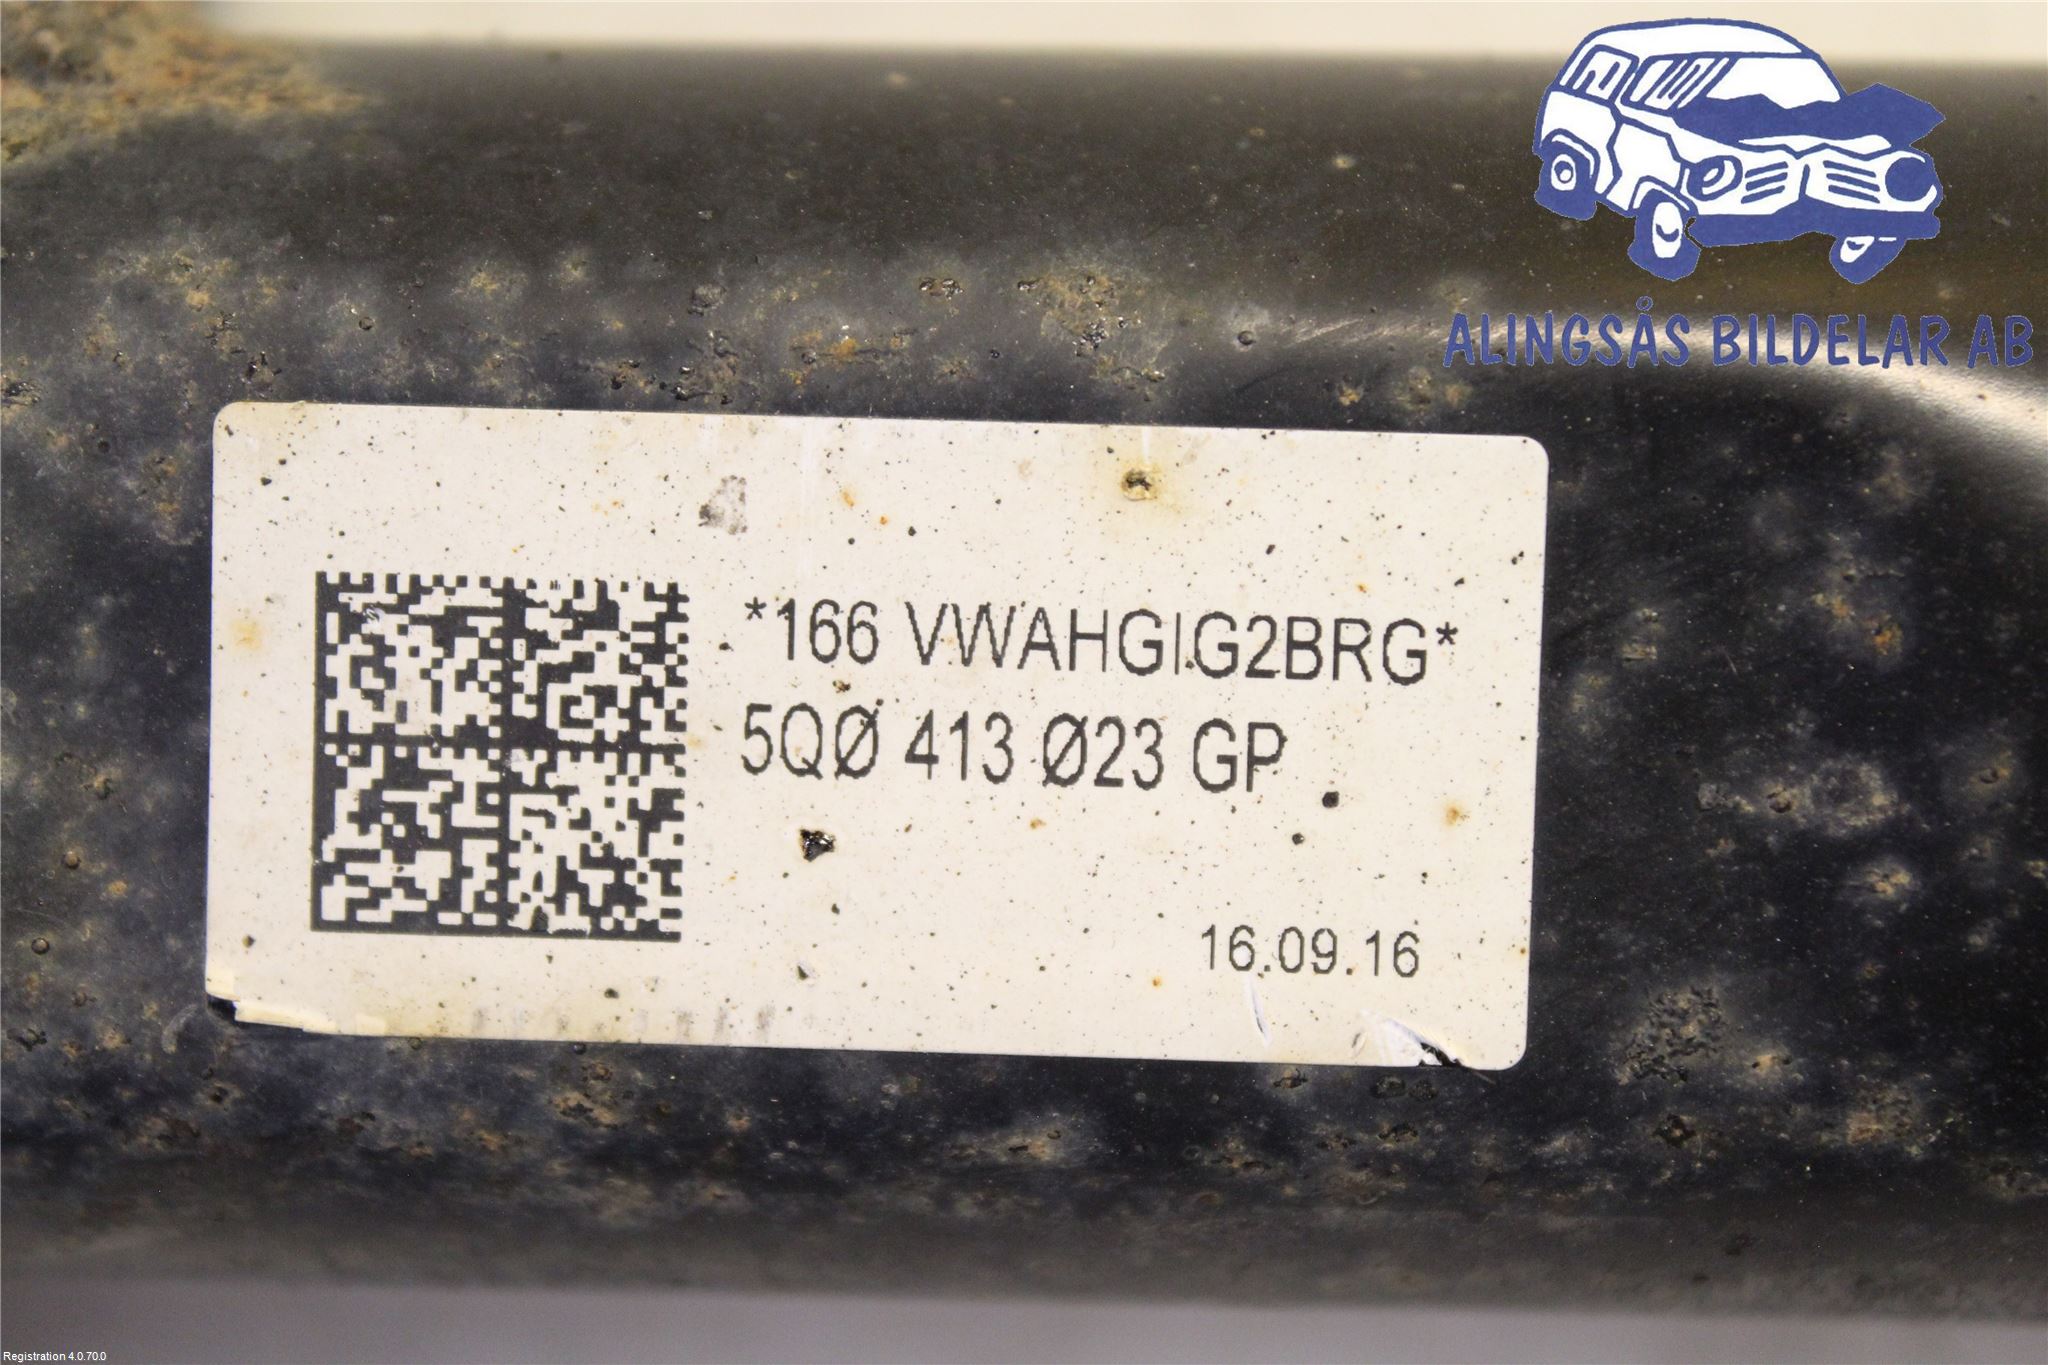 ALINGSÅS BILDELAR AB
*166 VWAHGIG2BRG*
5QØ 413 Ø23 GP
16.09.16
Registration 4.0.70.0